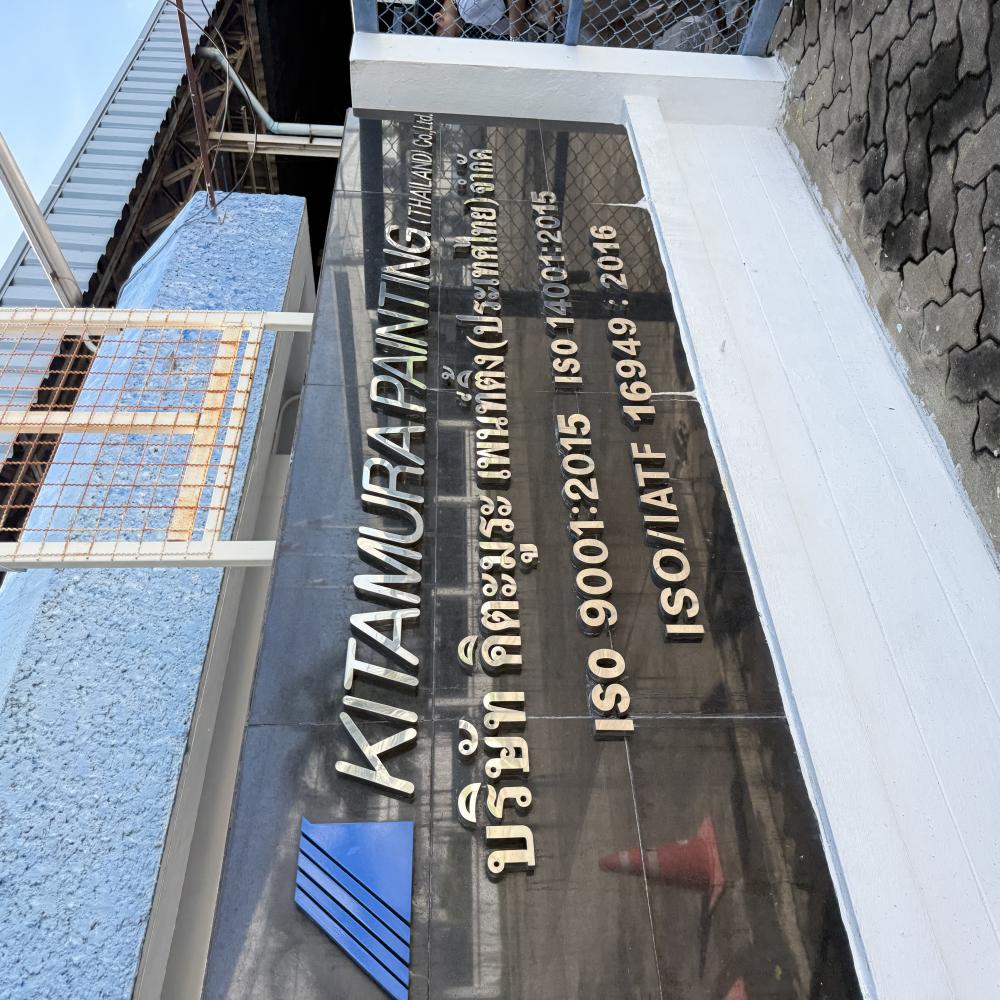 KITAMURA PAINTING (THAILAND) Co.,Ltd.
บริษัท คิตะมูระ เพนท์ติ้ง (ประเทศไทย) จำกัด
ISO 9001:2015 ISO 14001:2015
ISO/IATF 16949 : 2016